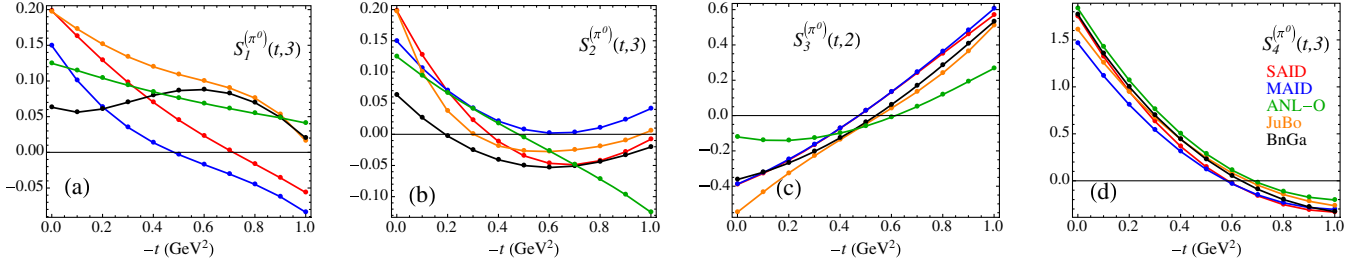 0.20
0.15
0.10
0.05
0.00
−0.05
S₁^(π⁰)(t,3)
(a)
0.0 0.2 0.4 0.6 0.8 1.0
−t (GeV²)
0.20
0.15
0.10
0.05
0.00
−0.05
−0.10
S₂^(π⁰)(t,3)
(b)
0.0 0.2 0.4 0.6 0.8 1.0
−t (GeV²)
0.6
0.4
0.2
0.0
−0.2
−0.4
S₃^(π⁰)(t,2)
(c)
0.0 0.2 0.4 0.6 0.8 1.0
−t (GeV²)
1.5
1.0
0.5
0.0
S₄^(π⁰)(t,3)
SAID
MAID
ANL−O
JuBo
BnGa
(d)
0.0 0.2 0.4 0.6 0.8 1.0
−t (GeV²)